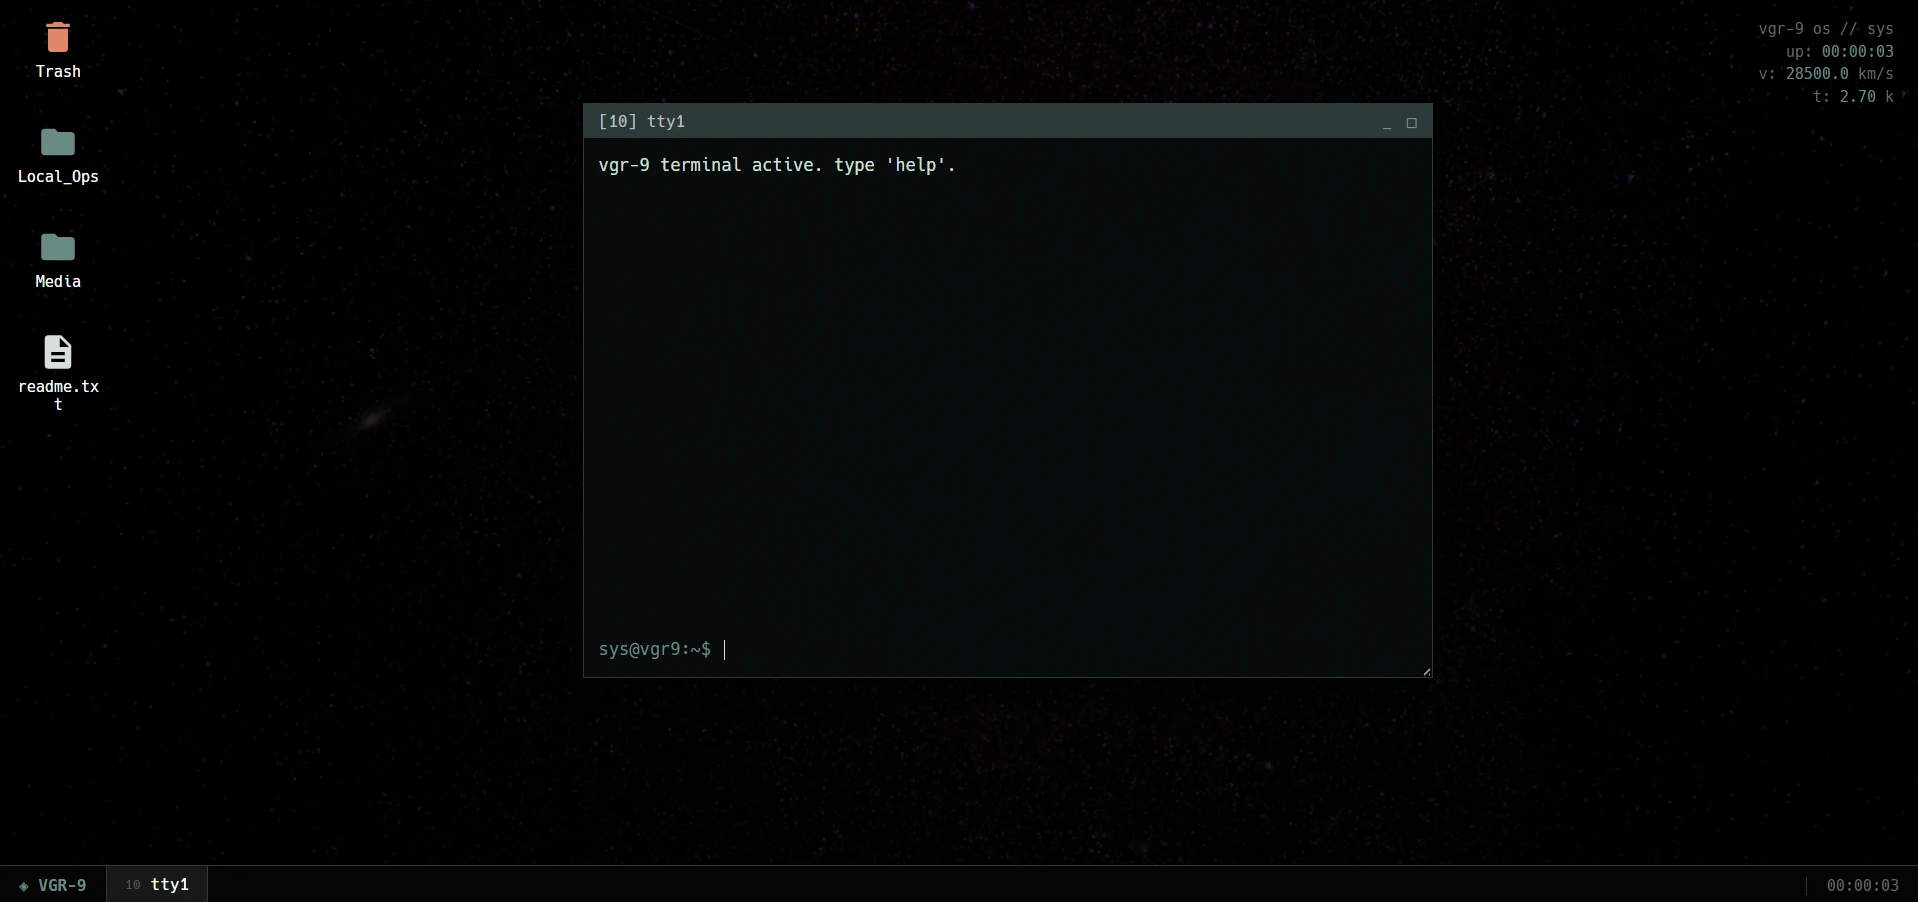 Trash
Local_Ops
Media
readme.tx
t
vgr-9 os // sys
up: 00:00:03
v: 28500.0 km/s
t: 2.70 k
[10] tty1
_ □
vgr-9 terminal active. type 'help'.
sys@vgr9:~$
◈ VGR-9
10 tty1
00:00:03